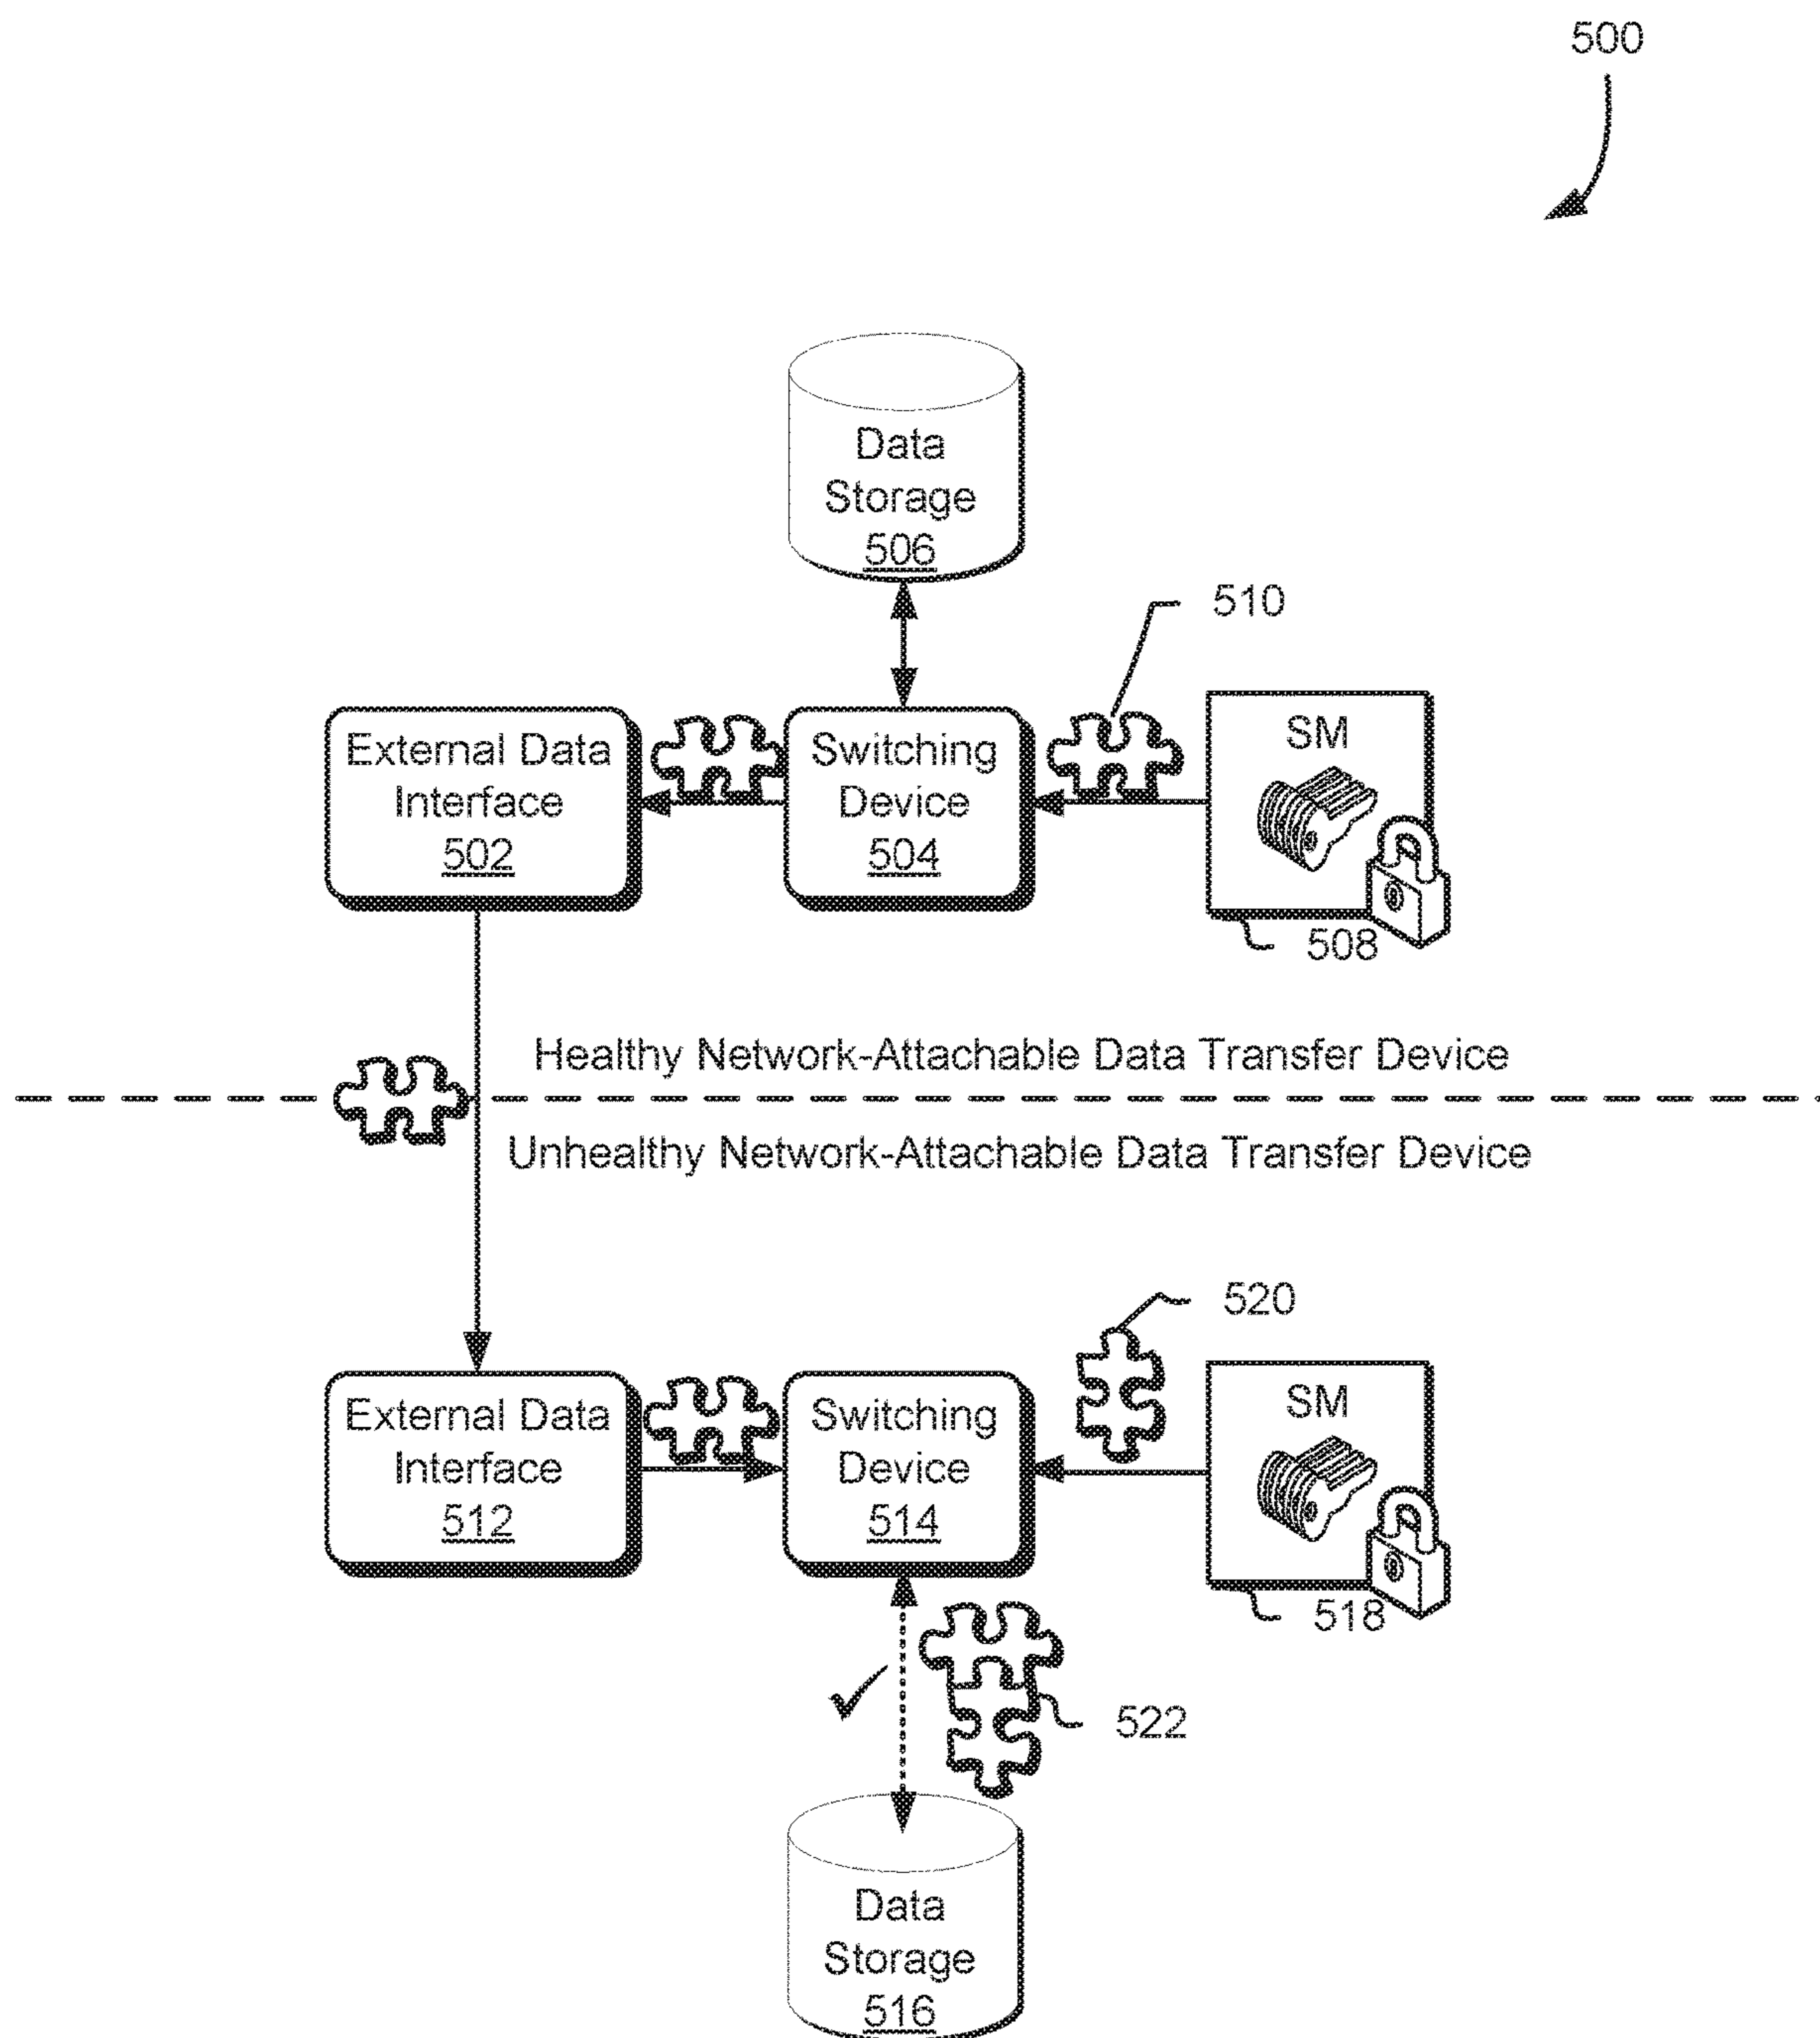 500
Data
Storage
506
510
External Data
Interface
502
Switching
Device
504
SM
508
Healthy Network-Attachable Data Transfer Device
Unhealthy Network-Attachable Data Transfer Device
520
External Data
Interface
512
Switching
Device
514
SM
518
522
Data
Storage
516